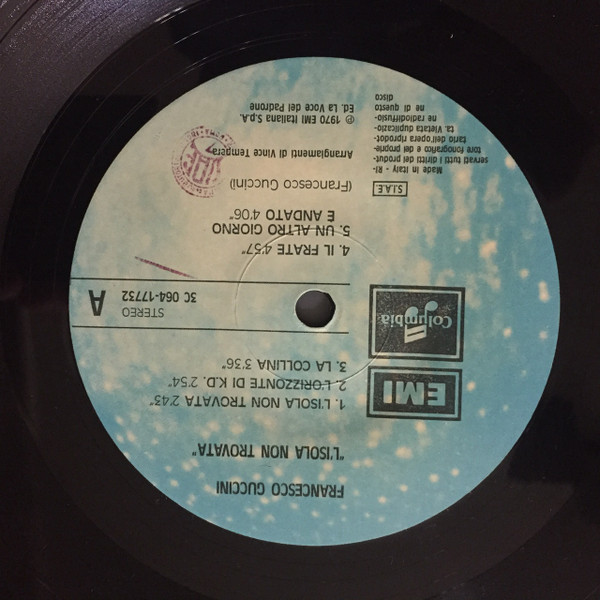 FRANCESCO GUCCINI
"L'ISOLA NON TROVATA"
1. L'ISOLA NON TROVATA 2'43"
2. L'ORIZZONTE DI K.D. 2'54"
3. LA COLLINA 3'36"
EMI
Columbia
STEREO
3C 064-17732
A
4. IL FRATE 4'57"
5. UN ALTRO GIORNO
È ANDATO 4'06"
(Francesco Guccini)
Arrangiamenti di Vince Tempera
℗ 1970 EMI Italiana S.p.A.
Ed. La Voce del Padrone
S.I.A.E.
Made in Italy - Ri-
servati tutti i diritti del produt-
tore fonografico e del proprie-
tario dell'opera riprodot-
ta. Vietata duplicazio-
ne radiodiffusio-
ne di questo
disco